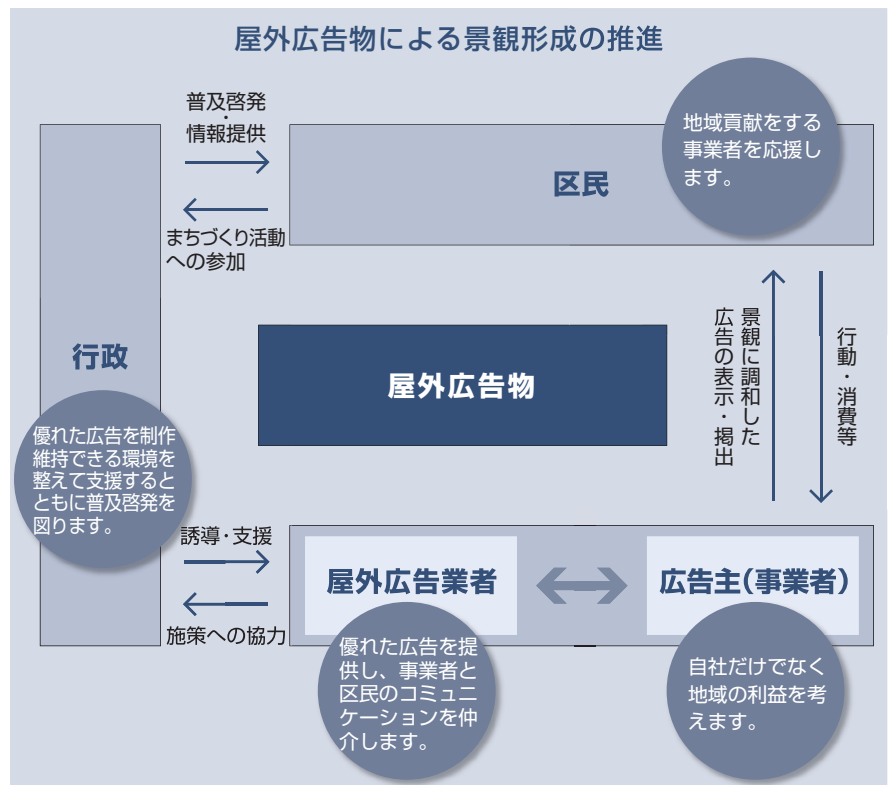 屋外広告物による景観形成の推進
普及啓発
・
情報提供
まちづくり活動
への参加
区民
地域貢献をする
事業者を応援し
ます。
行政
優れた広告を制作
維持できる環境を
整えて支援すると
ともに普及啓発を
図ります。
屋外広告物
景観に調和した
広告の表示・掲出
行動・消費等
誘導・支援
施策への協力
屋外広告業者
広告主(事業者)
優れた広告を提
供し、事業者と
区民のコミュニ
ケーションを仲
介します。
自社だけでなく
地域の利益を考
えます。